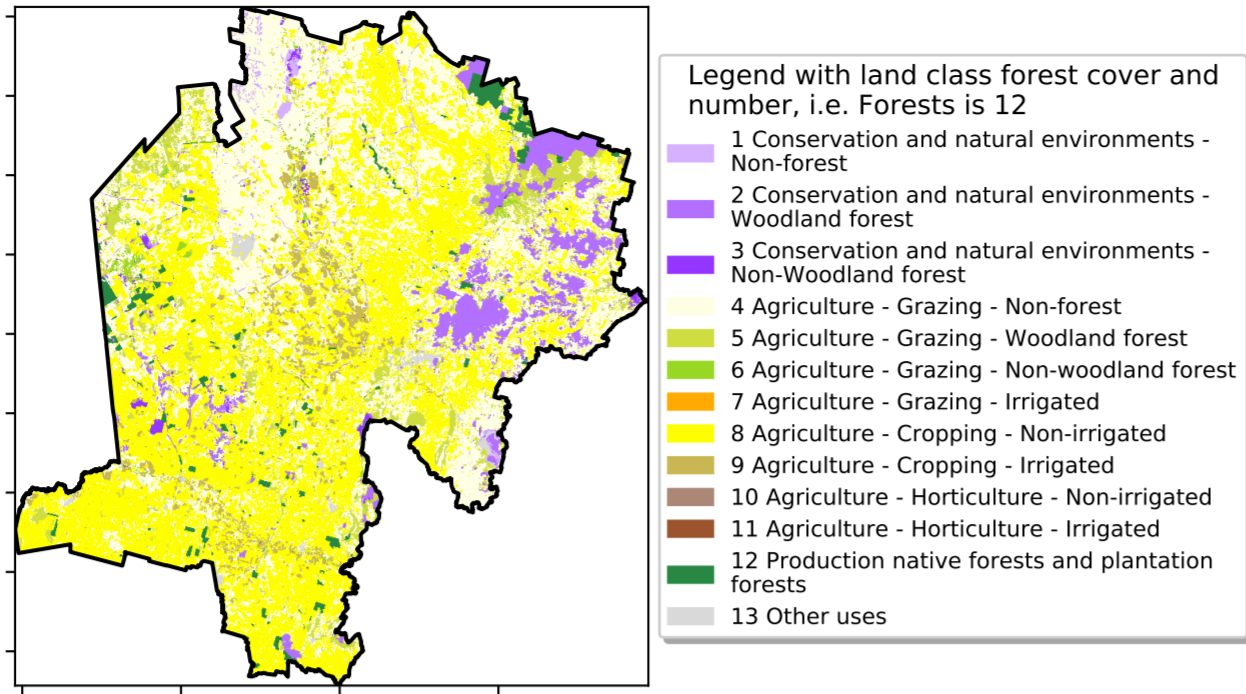 Legend with land class forest cover and
number, i.e. Forests is 12
1 Conservation and natural environments -
Non-forest
2 Conservation and natural environments -
Woodland forest
3 Conservation and natural environments -
Non-Woodland forest
4 Agriculture - Grazing - Non-forest
5 Agriculture - Grazing - Woodland forest
6 Agriculture - Grazing - Non-woodland forest
7 Agriculture - Grazing - Irrigated
8 Agriculture - Cropping - Non-irrigated
9 Agriculture - Cropping - Irrigated
10 Agriculture - Horticulture - Non-irrigated
11 Agriculture - Horticulture - Irrigated
12 Production native forests and plantation
forests
13 Other uses